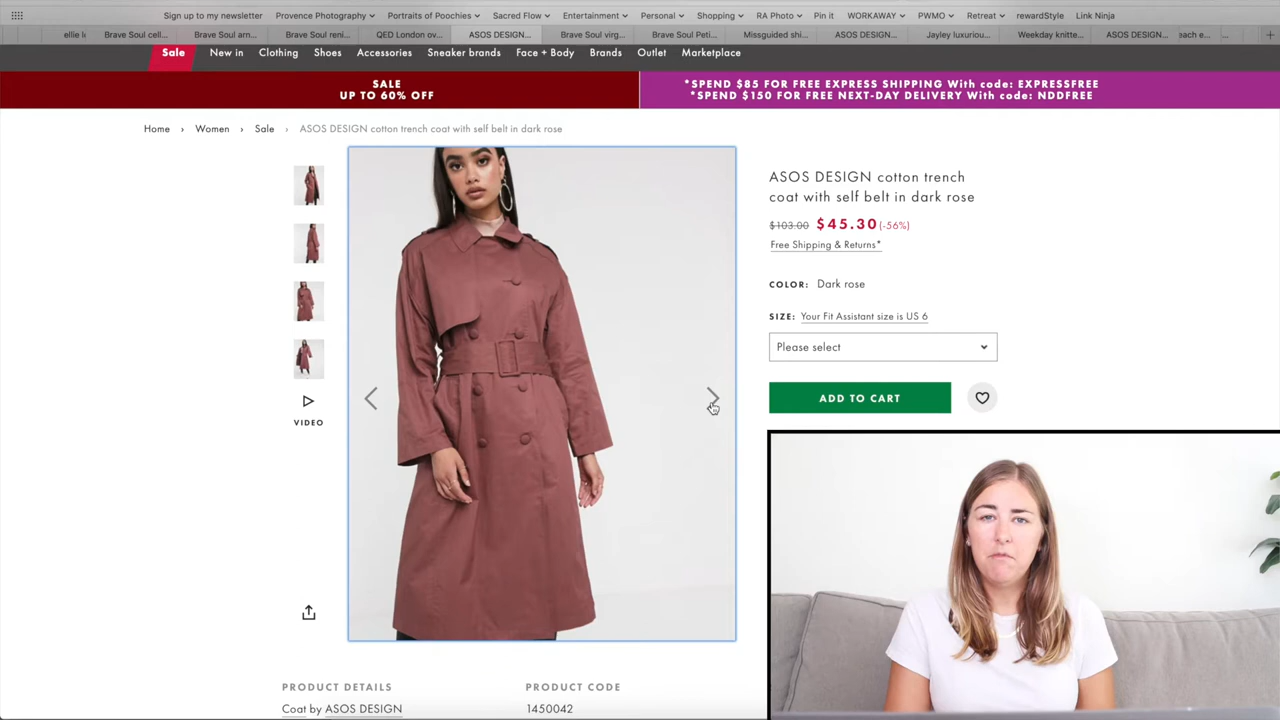 Sign up to my newsletter Provence Photography Portraits of Poochies Sacred Flow Entertainment Personal Shopping RA Photo Pin it WORKAWAY PWMO Retreat rewardStyle Link Ninja
ellie l Brave Soul cell... Brave Soul arn... Brave Soul reni... QED London ov... ASOS DESIGN... Brave Soul virg... Brave Soul Peti... Missguided shi... ASOS DESIGN... Jayley luxuriou... Weekday knitte... ASOS DESIGN... each e...
Sale New in Clothing Shoes Accessories Sneaker brands Face + Body Brands Outlet Marketplace
SALE
UP TO 60% OFF
*SPEND $85 FOR FREE EXPRESS SHIPPING With code: EXPRESSFREE
*SPEND $150 FOR FREE NEXT-DAY DELIVERY With code: NDDFREE
Home › Women › Sale › ASOS DESIGN cotton trench coat with self belt in dark rose
ASOS DESIGN cotton trench
coat with self belt in dark rose
$103.00 $45.30 (-56%)
Free Shipping & Returns*
COLOR: Dark rose
SIZE: Your Fit Assistant size is US 6
Please select
ADD TO CART
VIDEO
PRODUCT DETAILS
Coat by ASOS DESIGN
PRODUCT CODE
1450042